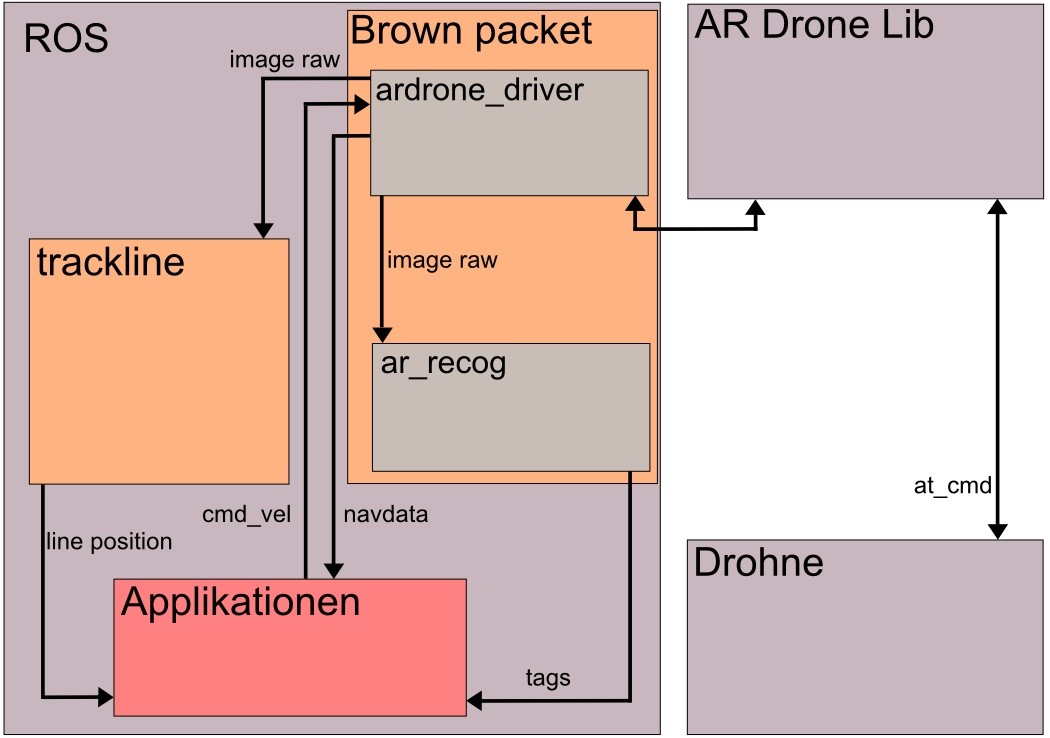 ROS
Brown packet
AR Drone Lib
image raw
ardrone_driver
image raw
trackline
ar_recog
at_cmd
cmd_vel
navdata
line position
Drohne
Applikationen
tags